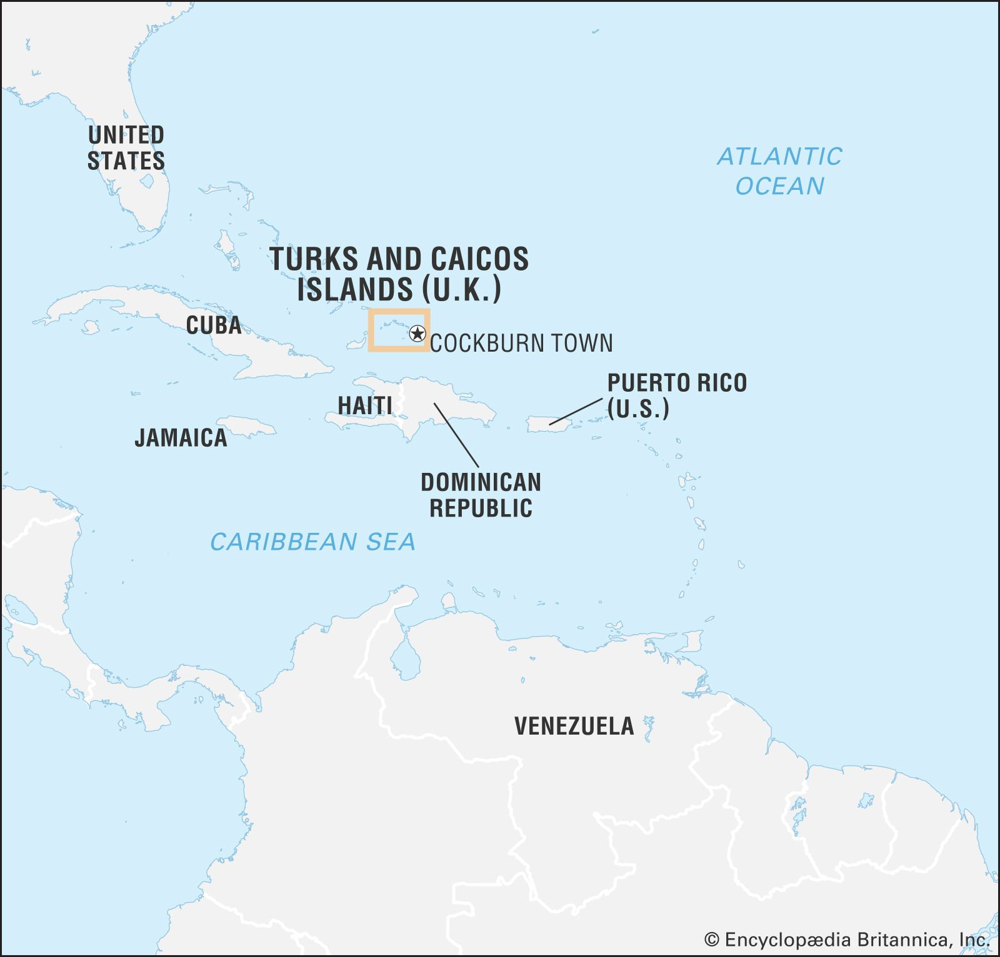 UNITED
STATES
ATLANTIC
OCEAN
TURKS AND CAICOS
ISLANDS (U.K.)
CUBA
COCKBURN TOWN
PUERTO RICO
(U.S.)
HAITI
JAMAICA
DOMINICAN
REPUBLIC
CARIBBEAN SEA
VENEZUELA
© Encyclopædia Britannica, Inc.